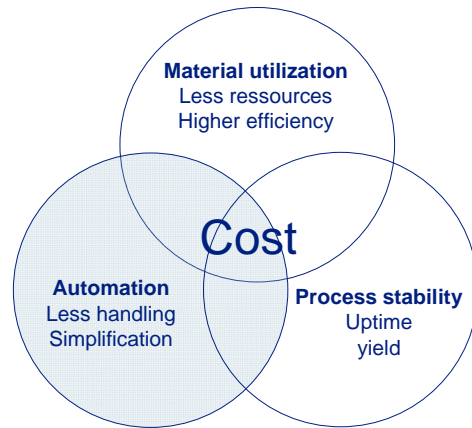 Material utilization
Less ressources
Higher efficiency
Cost
Automation
Less handling
Simplification
Process stability
Uptime
yield